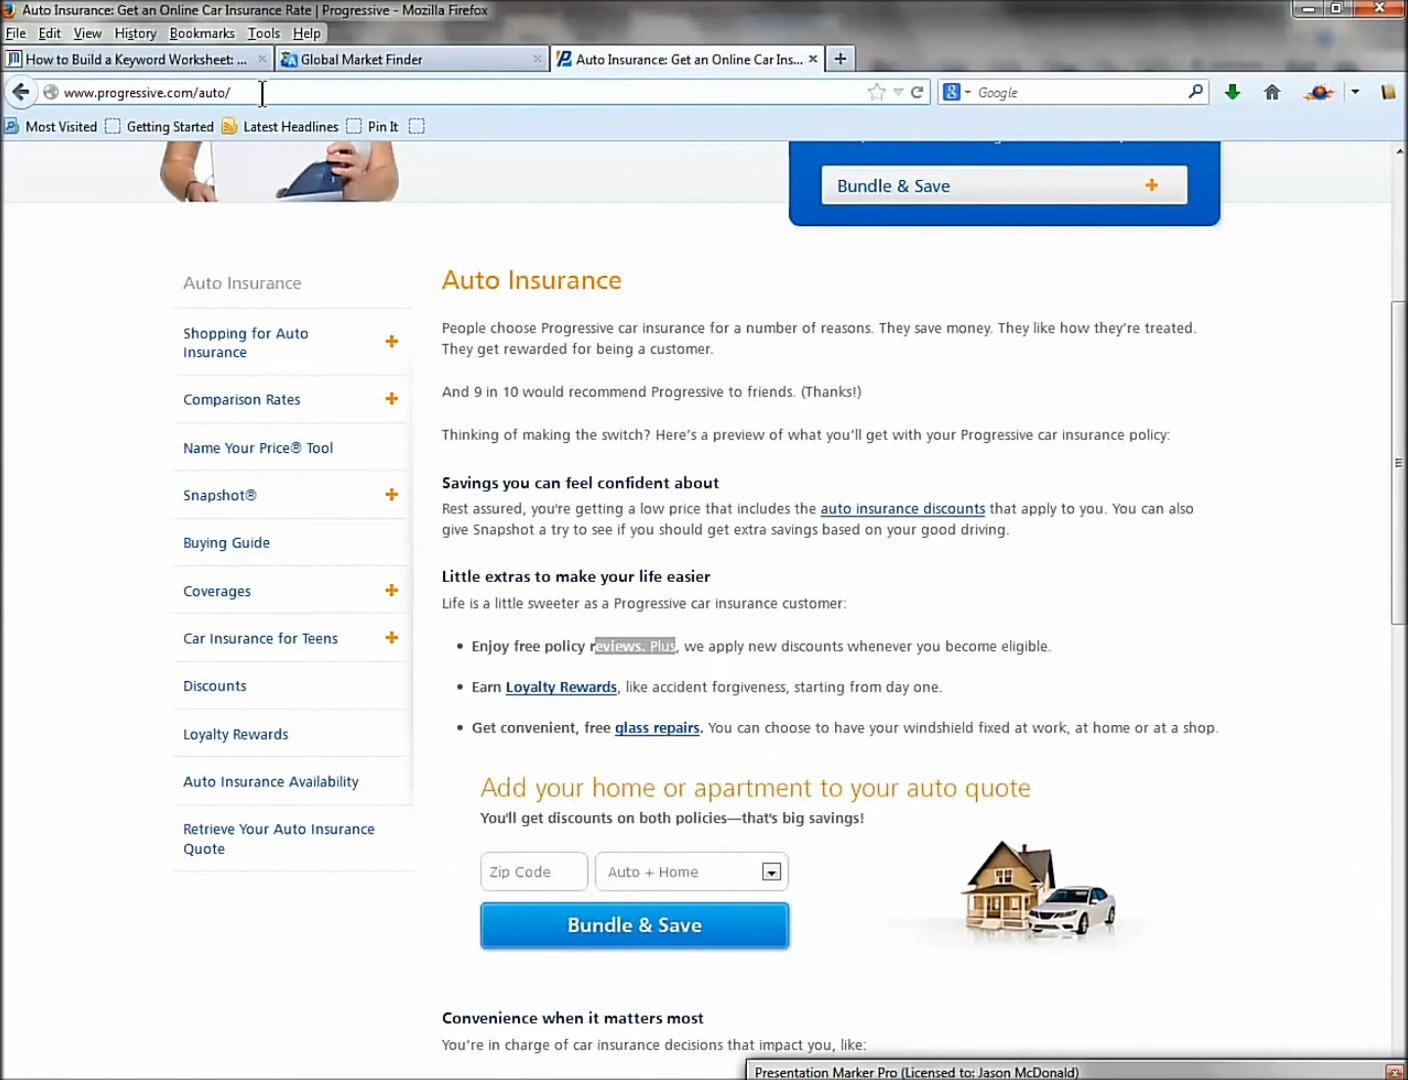 Auto Insurance: Get an Online Car Insurance Rate | Progressive - Mozilla Firefox
File Edit View History Bookmarks Tools Help
How to Build a Keyword Worksheet: ...
Global Market Finder
Auto Insurance: Get an Online Car Ins...
www.progressive.com/auto/
Google
Most Visited Getting Started Latest Headlines Pin It
Bundle & Save
Auto Insurance
Shopping for Auto
Insurance
Comparison Rates
Name Your Price® Tool
Snapshot®
Buying Guide
Coverages
Car Insurance for Teens
Discounts
Loyalty Rewards
Auto Insurance Availability
Retrieve Your Auto Insurance
Quote
Auto Insurance
People choose Progressive car insurance for a number of reasons. They save money. They like how they're treated.
They get rewarded for being a customer.
And 9 in 10 would recommend Progressive to friends. (Thanks!)
Thinking of making the switch? Here's a preview of what you'll get with your Progressive car insurance policy:
Savings you can feel confident about
Rest assured, you're getting a low price that includes the auto insurance discounts that apply to you. You can also
give Snapshot a try to see if you should get extra savings based on your good driving.
Little extras to make your life easier
Life is a little sweeter as a Progressive car insurance customer:
• Enjoy free policy reviews. Plus, we apply new discounts whenever you become eligible.
• Earn Loyalty Rewards, like accident forgiveness, starting from day one.
• Get convenient, free glass repairs. You can choose to have your windshield fixed at work, at home or at a shop.
Add your home or apartment to your auto quote
You'll get discounts on both policies—that's big savings!
Zip Code
Auto + Home
Bundle & Save
Convenience when it matters most
You're in charge of car insurance decisions that impact you, like:
Presentation Marker Pro (Licensed to: Jason McDonald)